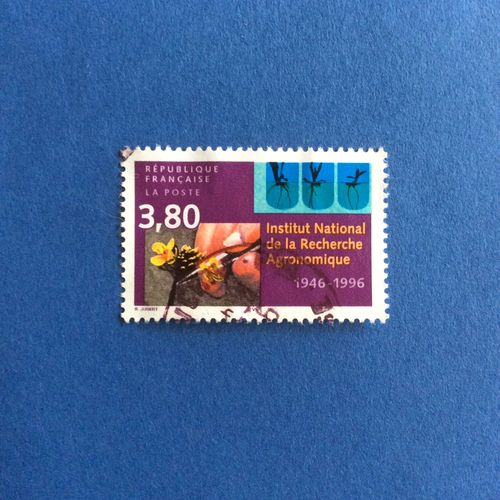 RÉPUBLIQUE
FRANÇAISE
LA POSTE
3,80
Institut National
de la Recherche
Agronomique
1946-1996